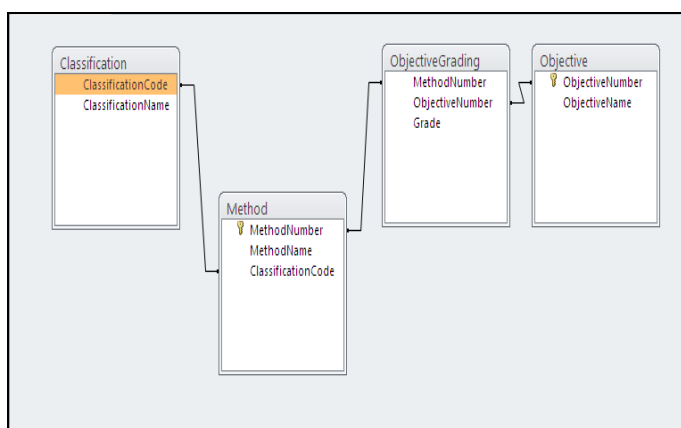 Classification
ClassificationCode
ClassificationName
Method
MethodNumber
MethodName
ClassificationCode
ObjectiveGrading
MethodNumber
ObjectiveNumber
Grade
Objective
ObjectiveNumber
ObjectiveName